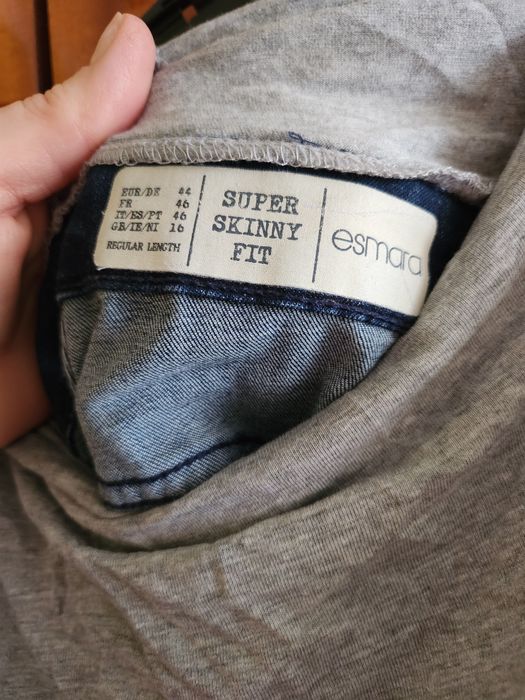 EUR/DE 44
FR 46
IT/ES/PT 46
GB/IE/NI 16
REGULAR LENGTH
SUPER
SKINNY
FIT
esmara